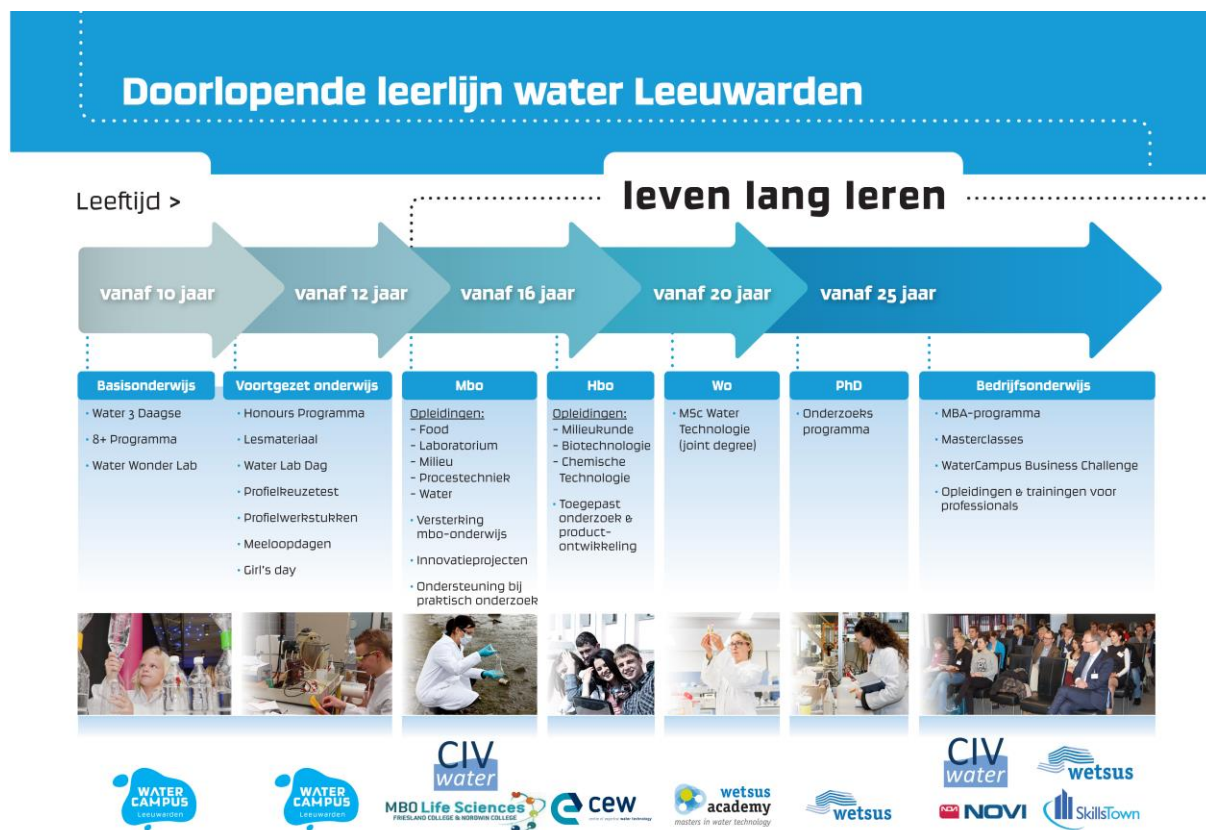 Doorlopende leerlijn water Leeuwarden
Leeftijd >
leven lang leren
vanaf 10 jaar
vanaf 12 jaar
vanaf 16 jaar
vanaf 20 jaar
vanaf 25 jaar
Basisonderwijs
• Water 3 Daagse
• 8+ Programma
• Water Wonder Lab
Voortgezet onderwijs
• Honours Programma
• Lesmateriaal
• Water Lab Dag
• Profielkeuzetest
• Profielwerkstukken
• Meeloopdagen
• Girl's day
Mbo
Opleidingen:
- Food
- Laboratorium
- Milieu
- Procestechniek
- Water
• Versterking
mbo-onderwijs
• Innovatieprojecten
• Ondersteuning bij
praktisch onderzoek
Hbo
Opleidingen:
- Milieukunde
- Biotechnologie
- Chemische
Technologie
• Toegepast
onderzoek &
product-
ontwikkeling
Wo
• MSc Water
Technologie
(joint degree)
PhD
• Onderzoeks
programma
Bedrijfsonderwijs
• MBA-programma
• Masterclasses
• WaterCampus Business Challenge
• Opleidingen & trainingen voor
professionals
WATER
CAMPUS
Leeuwarden
WATER
CAMPUS
Leeuwarden
CIV
water
MBO Life Sciences
FRIESLAND COLLEGE & NORDWIN COLLEGE
cew
centre of expertise water technology
wetsus
academy
masters in water technology
wetsus
CIV
water
wetsus
NCOI NOVI
SkillsTown